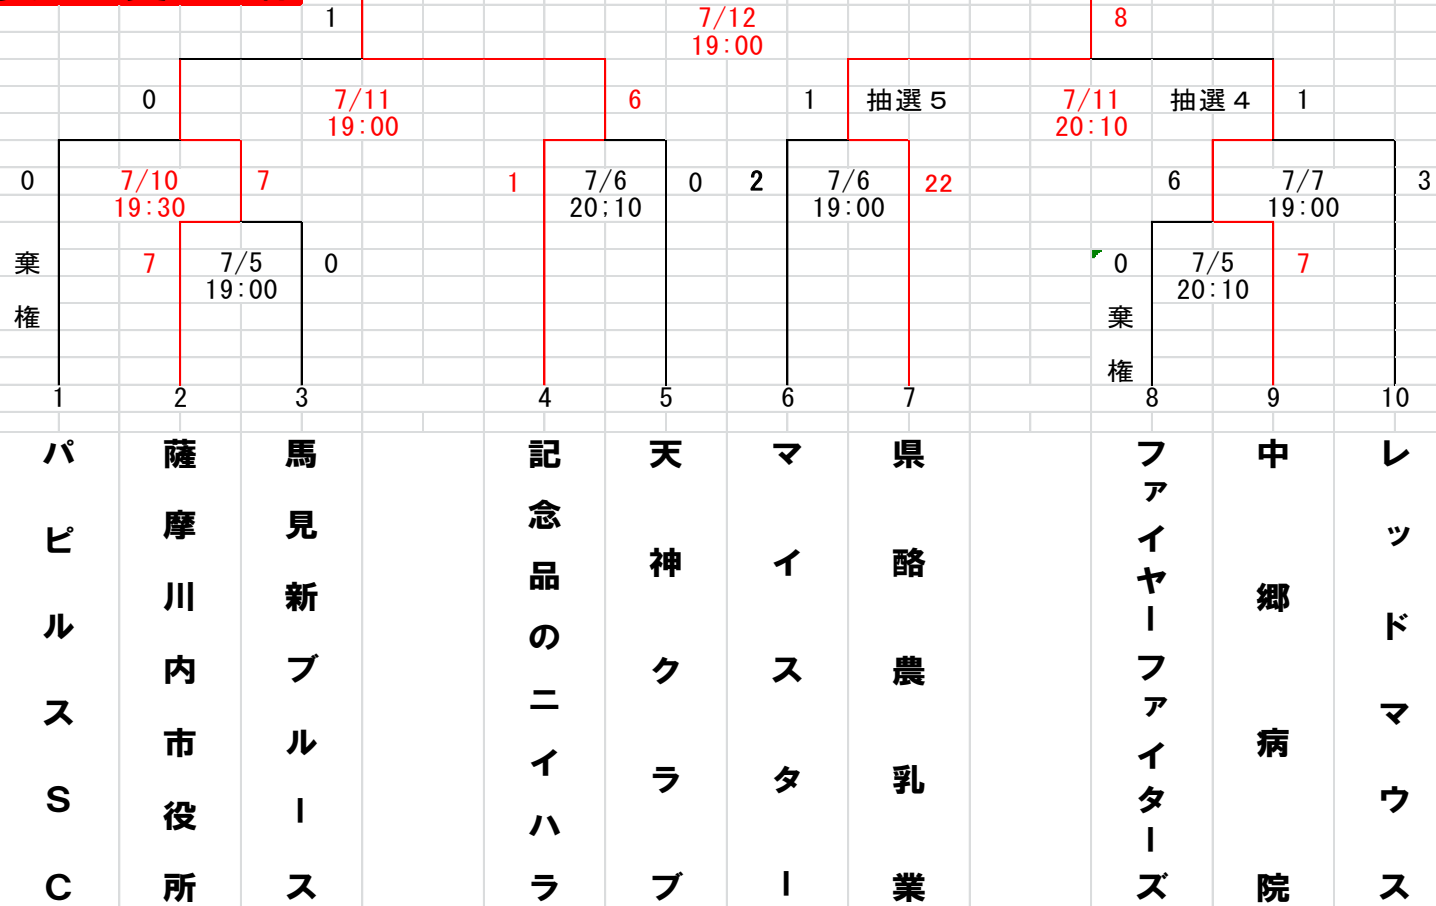 1 7/12 8
19:00
0 7/11 6 1 抽選５ 7/11 抽選４ 1
19:00 20:10
0 7/10 7 1 7/6 0 2 7/6 22 6 7/7 3
19:30 20;10 19:00 19:00
棄権 7 7/5 0 0 7/5 7
19:00 20:10
棄権
1 2 3 4 5 6 7 8 9 10
パピルスＳＣ
薩摩川内市役所
馬見新ブルース
記念品のニイハラ
天神クラブ
マイスター
県酪農乳業
ファイヤーファイターズ
中郷病院
レッドマウス